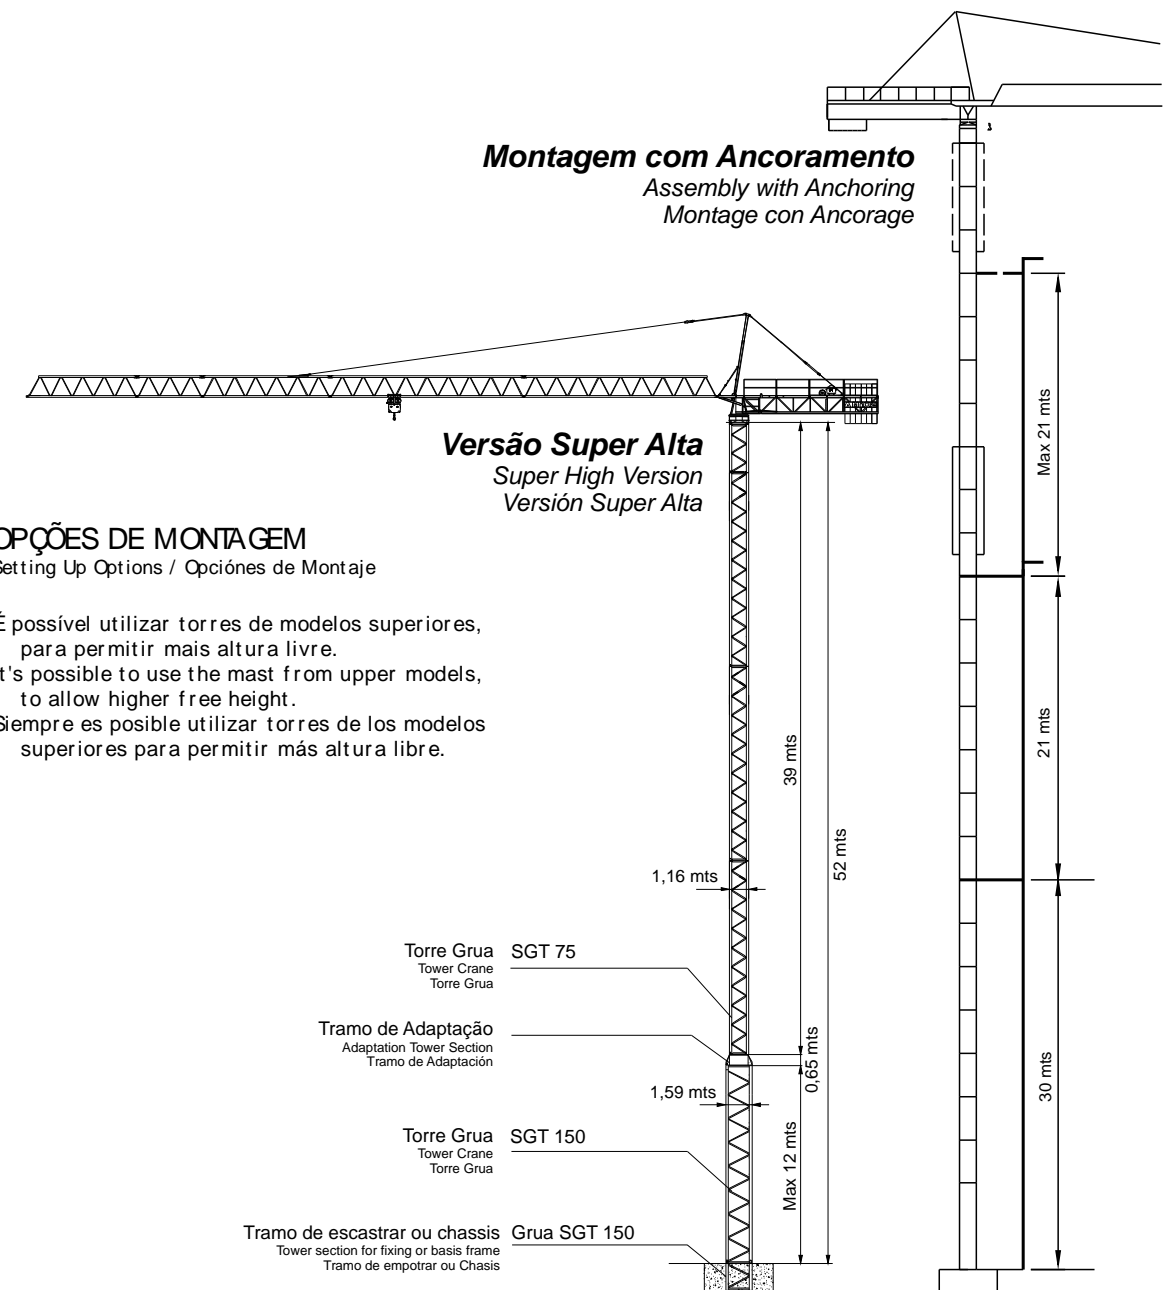 Montagem com Ancoramento
Assembly with Anchoring
Montage con Ancorage
Versão Super Alta
Super High Version
Versión Super Alta
OPÇÕES DE MONTAGEM
Setting Up Options / Opciónes de Montaje
É possível utilizar torres de modelos superiores,
para permitir mais altura livre.
It's possible to use the mast from upper models,
to allow higher free height.
Siempre es posible utilizar torres de los modelos
superiores para permitir más altura libre.
Max 21 mts
21 mts
30 mts
39 mts
52 mts
1,16 mts
Torre Grua SGT 75
Tower Crane
Torre Grua
Tramo de Adaptação
Adaptation Tower Section
Tramo de Adaptación
0,65 mts
1,59 mts
Max 12 mts
Torre Grua SGT 150
Tower Crane
Torre Grua
Tramo de escastrar ou chassis Grua SGT 150
Tower section for fixing or basis frame
Tramo de empotrar ou Chasis